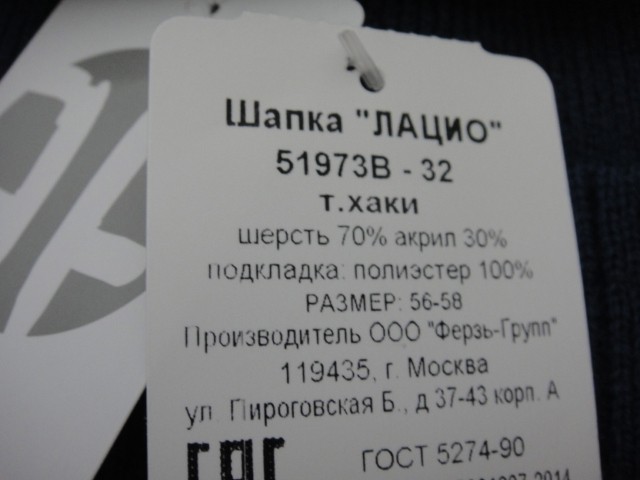 Шапка "ЛАЦИО"
51973В - 32
т.хаки
шерсть 70% акрил 30%
подкладка: полиэстер 100%
РАЗМЕР: 56-58
Производитель ООО "Ферзь-Групп"
119435, г. Москва
ул. Пироговская Б., д 37-43 корп. А
ЕАС
ГОСТ 5274-90